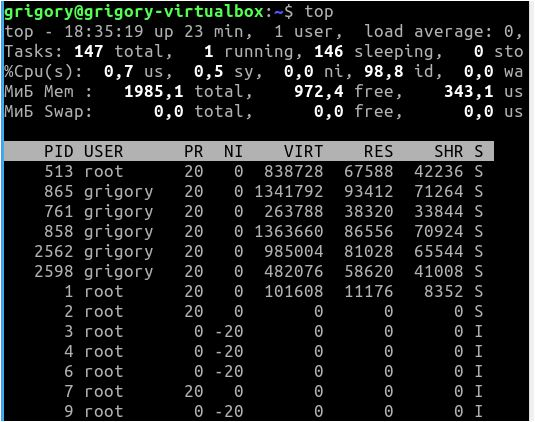 grigory@grigory-virtualbox:~$ top
top - 18:35:19 up 23 min,  1 user,  load average: 0,
Tasks: 147 total,   1 running, 146 sleeping,   0 sto
%Cpu(s):  0,7 us,  0,5 sy,  0,0 ni, 98,8 id,  0,0 wa
МиБ Mem :   1985,1 total,    972,4 free,    343,1 us
МиБ Swap:      0,0 total,      0,0 free,      0,0 us
PID USER      PR  NI    VIRT    RES    SHR S
513 root      20   0  838728  67588  42236 S
865 grigory   20   0 1341792  93412  71264 S
761 grigory   20   0  263788  38320  33844 S
858 grigory   20   0 1363660  86556  70924 S
2562 grigory   20   0  985004  81028  65544 S
2598 grigory   20   0  482076  58620  41008 S
1 root      20   0  101608  11176   8352 S
2 root      20   0       0      0      0 S
3 root       0 -20       0      0      0 I
4 root       0 -20       0      0      0 I
6 root       0 -20       0      0      0 I
7 root      20   0       0      0      0 I
9 root       0 -20       0      0      0 I